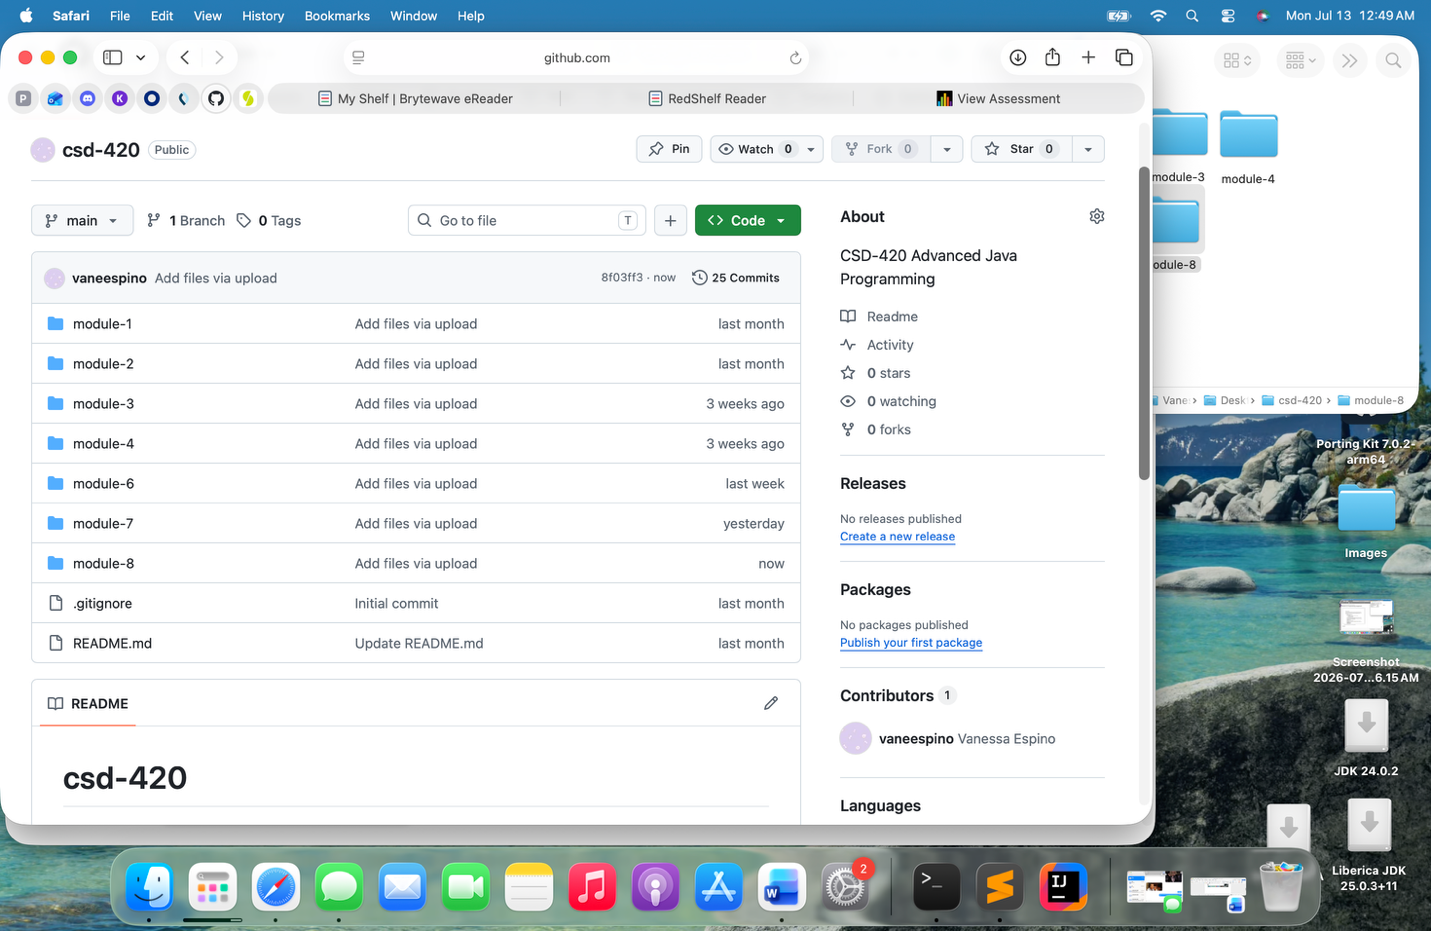 Safari File Edit View History Bookmarks Window Help Mon Jul 13 12:49 AM
github.com
P K My Shelf | Brytewave eReader RedShelf Reader View Assessment
csd-420 Public Pin Watch 0 Fork 0 Star 0
main 1 Branch 0 Tags Go to file T Code
vaneespino Add files via upload 8f03ff3 · now 25 Commits
module-1 Add files via upload last month
module-2 Add files via upload last month
module-3 Add files via upload 3 weeks ago
module-4 Add files via upload 3 weeks ago
module-6 Add files via upload last week
module-7 Add files via upload yesterday
module-8 Add files via upload now
.gitignore Initial commit last month
README.md Update README.md last month
README
csd-420
About
CSD-420 Advanced Java
Programming
Readme
Activity
0 stars
0 watching
0 forks
Releases
No releases published
Create a new release
Packages
No packages published
Publish your first package
Contributors 1
vaneespino Vanessa Espino
Languages
module-3 module-4
odule-8
Vane › Desk › csd-420 › module-8
Porting Kit 7.0.2-
arm64
Images
Screenshot
2026-07...6.15 AM
JDK 24.0.2
Liberica JDK
25.0.3+11
W 2 >_ IJ